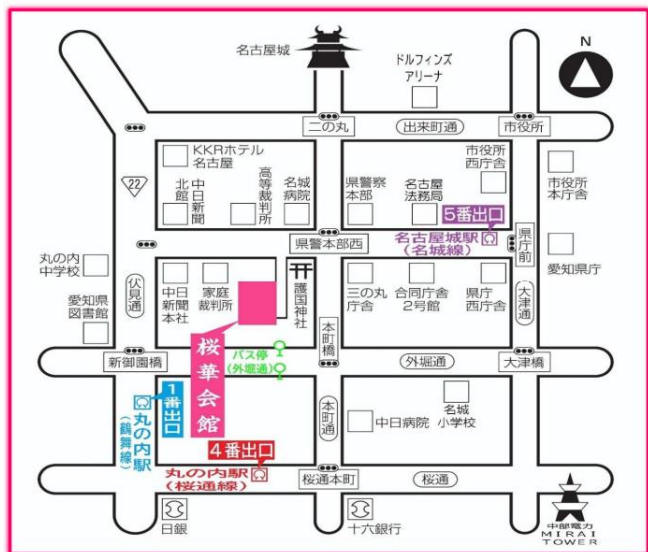 名古屋城
ドルフィンズ
アリーナ
N
二の丸
出来町通
市役所
KKRホテル
名古屋
市役所
西庁舎
22
北館
中日新聞
高等裁判所
名城
病院
県警察
本部
名古屋
法務局
市役所
本庁舎
5番出口
県警本部西
名古屋城駅
(名城線)
県庁前
丸の内
中学校
愛知県庁
伏見通
中日
新聞
本社
家庭
裁判所
護国神社
三の丸
庁舎
合同庁舎
2号館
県庁
西庁舎
大津通
愛知県
図書館
本町橋
桜華会館
バス停
(外堀通)
新御園橋
外堀通
大津橋
1番出口
丸の内駅
(鶴舞線)
本町通
名城
小学校
中日病院
4番出口
丸の内駅
(桜通線)
桜通本町
桜通
日銀
十六銀行
中部電力
MIRAI
TOWER